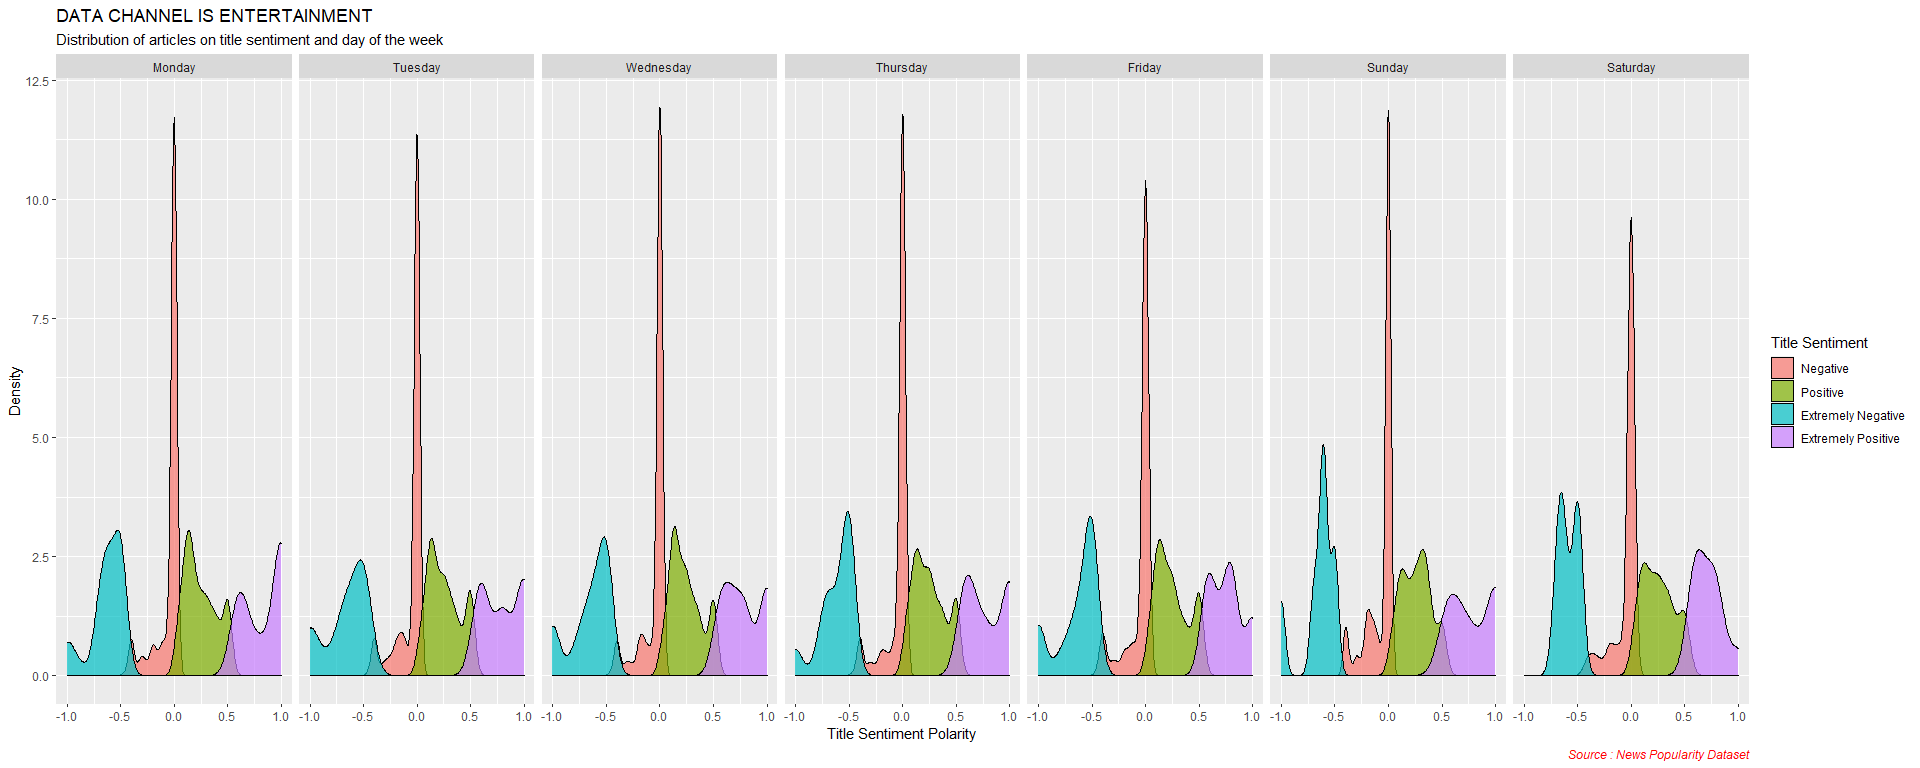 DATA CHANNEL IS ENTERTAINMENT
Distribution of articles on title sentiment and day of the week
Monday Tuesday Wednesday Thursday Friday Sunday Saturday
12.5
10.0
7.5
5.0
2.5
0.0
Density
-1.0 -0.5 0.0 0.5 1.0 -1.0 -0.5 0.0 0.5 1.0 -1.0 -0.5 0.0 0.5 1.0 -1.0 -0.5 0.0 0.5 1.0 -1.0 -0.5 0.0 0.5 1.0 -1.0 -0.5 0.0 0.5 1.0 -1.0 -0.5 0.0 0.5 1.0
Title Sentiment Polarity
Title Sentiment
Negative
Positive
Extremely Negative
Extremely Positive
Source : News Popularity Dataset